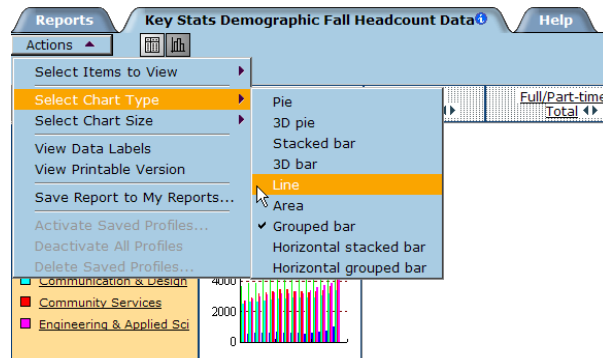 Reports
Key Stats Demographic Fall Headcount Data
Help
Actions
Select Items to View
Select Chart Type
Select Chart Size
View Data Labels
View Printable Version
Save Report to My Reports...
Activate Saved Profiles...
Deactivate All Profiles
Delete Saved Profiles...
Pie
3D pie
Stacked bar
3D bar
Line
Area
Grouped bar
Horizontal stacked bar
Horizontal grouped bar
Full/Part-time
Total
Communication & Design
Community Services
Engineering & Applied Sci
4000
2000
0